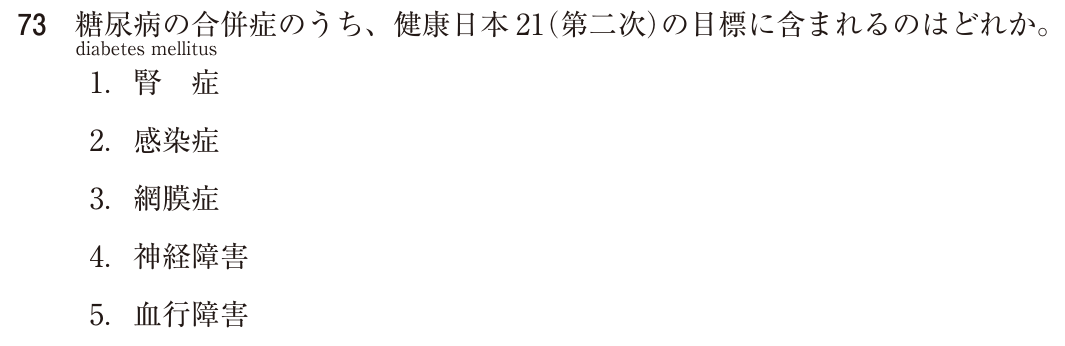 73 糖尿病の合併症のうち、健康日本 21(第二次)の目標に含まれるのはどれか。
diabetes mellitus
1. 腎 症
2. 感染症
3. 網膜症
4. 神経障害
5. 血行障害